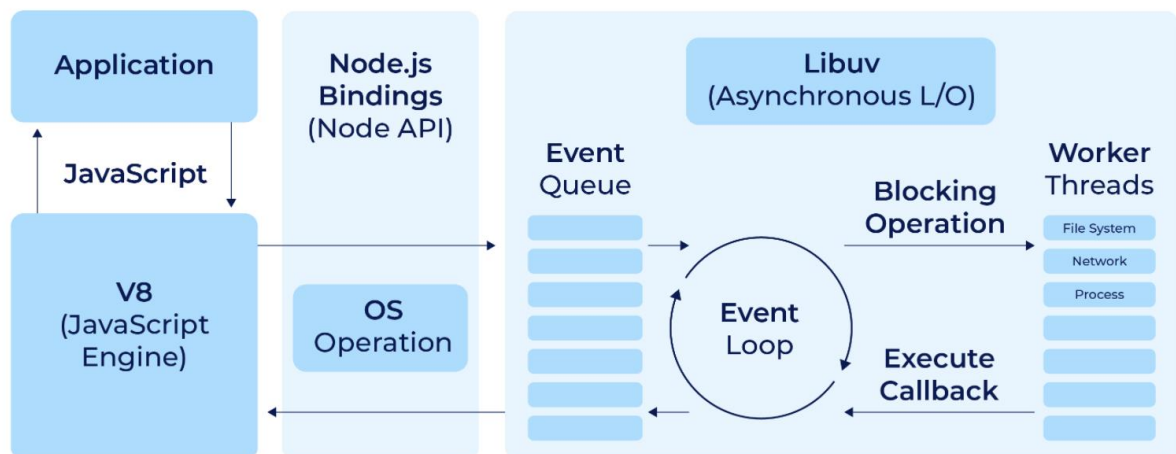 Application
JavaScript
V8
(JavaScript
Engine)
Node.js
Bindings
(Node API)
OS
Operation
Libuv
(Asynchronous L/O)
Event
Queue
Event
Loop
Blocking
Operation
Execute
Callback
Worker
Threads
File System
Network
Process